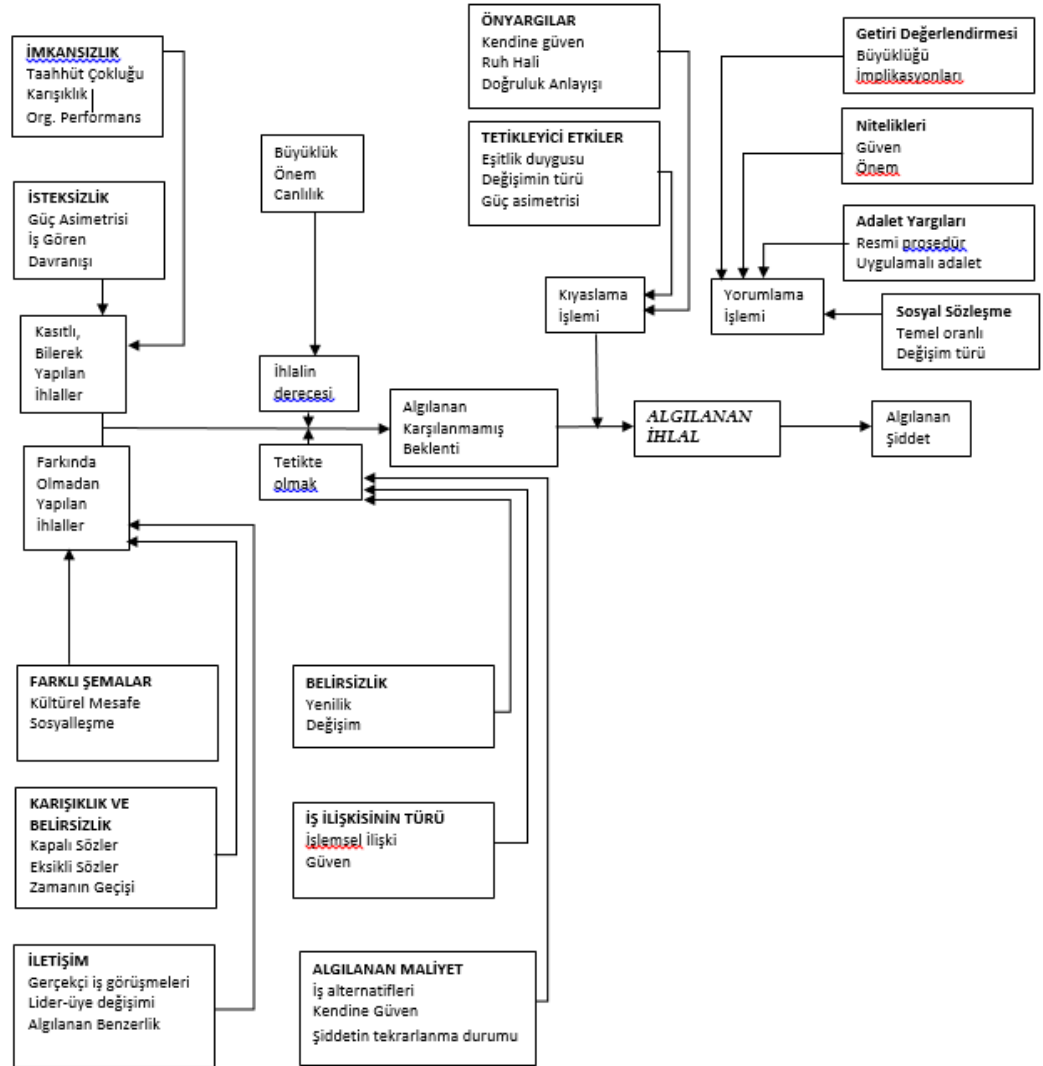 İMKANSIZLIK
Taahhüt Çokluğu
Karışıklık
Org. Performans
İSTEKSİZLİK
Güç Asimetrisi
İş Gören
Davranışı
Kasıtlı,
Bilerek
Yapılan
İhlaller
Farkında
Olmadan
Yapılan
İhlaller
FARKLI ŞEMALAR
Kültürel Mesafe
Sosyalleşme
KARIŞIKLIK VE
BELİRSİZLİK
Kapalı Sözler
Eksikli Sözler
Zamanın Geçişi
İLETİŞİM
Gerçekçi iş görüşmeleri
Lider-üye değişimi
Algılanan Benzerlik
Büyüklük
Önem
Canlılık
İhlalin
derecesi
Tetikte
olmak
BELİRSİZLİK
Yenilik
Değişim
İŞ İLİŞKİSİNİN TÜRÜ
İşlemsel İlişki
Güven
ALGILANAN MALİYET
İş alternatifleri
Kendine Güven
Şiddetin tekrarlanma durumu
Algılanan
Karşılanmamış
Beklenti
ÖNYARGILAR
Kendine güven
Ruh Hali
Doğruluk Anlayışı
TETİKLEYİCİ ETKİLER
Eşitlik duygusu
Değişimin türü
Güç asimetrisi
Kıyaslama
İşlemi
ALGILANAN
İHLAL
Getiri Değerlendirmesi
Büyüklüğü
İmplikasyonları
Nitelikleri
Güven
Önem
Adalet Yargıları
Resmi prosedür
Uygulamalı adalet
Yorumlama
İşlemi
Sosyal Sözleşme
Temel oranlı
Değişim türü
Algılanan
Şiddet